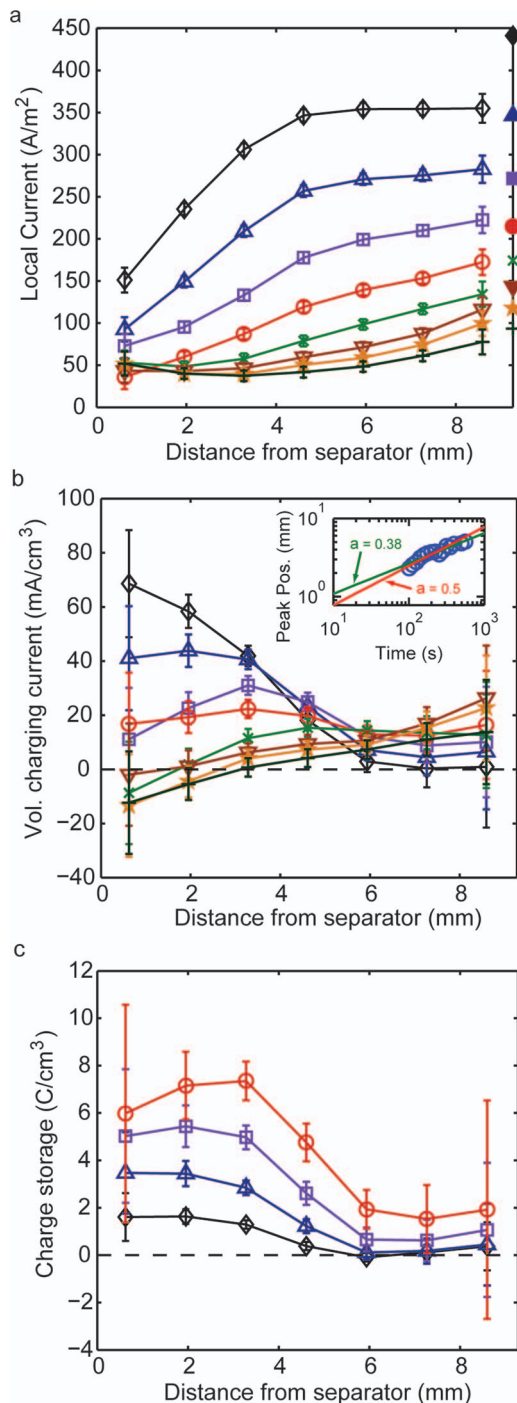 a
450
400
350
300
250
200
150
100
50
0
Local Current (A/m²)
0 2 4 6 8
Distance from separator (mm)
b
100
80
60
40
20
0
−20
−40
Vol. charging current (mA/cm³)
0 2 4 6 8
Distance from separator (mm)
Peak Pos. (mm)
10¹
10⁰
a = 0.38
a = 0.5
10 10² 10³
Time (s)
c
12
10
8
6
4
2
0
−2
−4
Charge storage (C/cm³)
0 2 4 6 8
Distance from separator (mm)